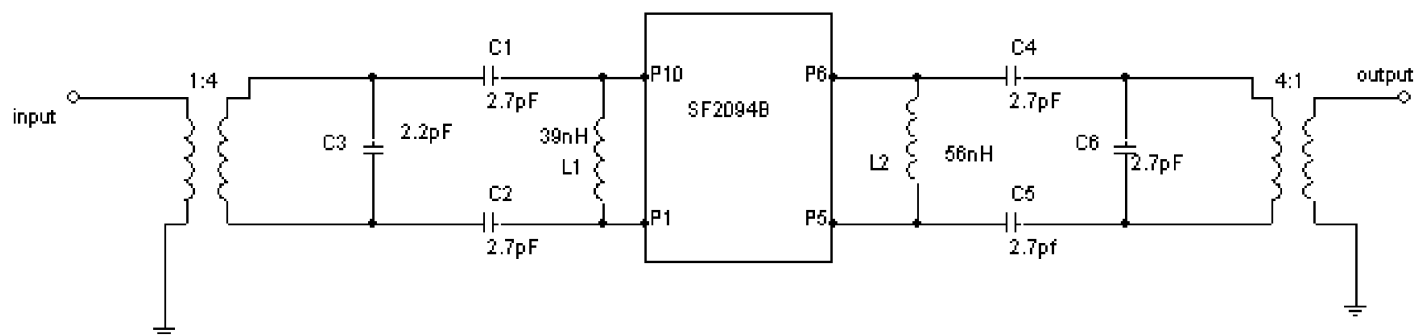 C1
C4
1:4
P10
P6
4:1
output
input
2.7pF
SF2094B
2.7pF
C3
2.2pF
39nH
L1
L2
56nH
C6
2.7pF
C2
P1
P5
C5
2.7pF
2.7pf